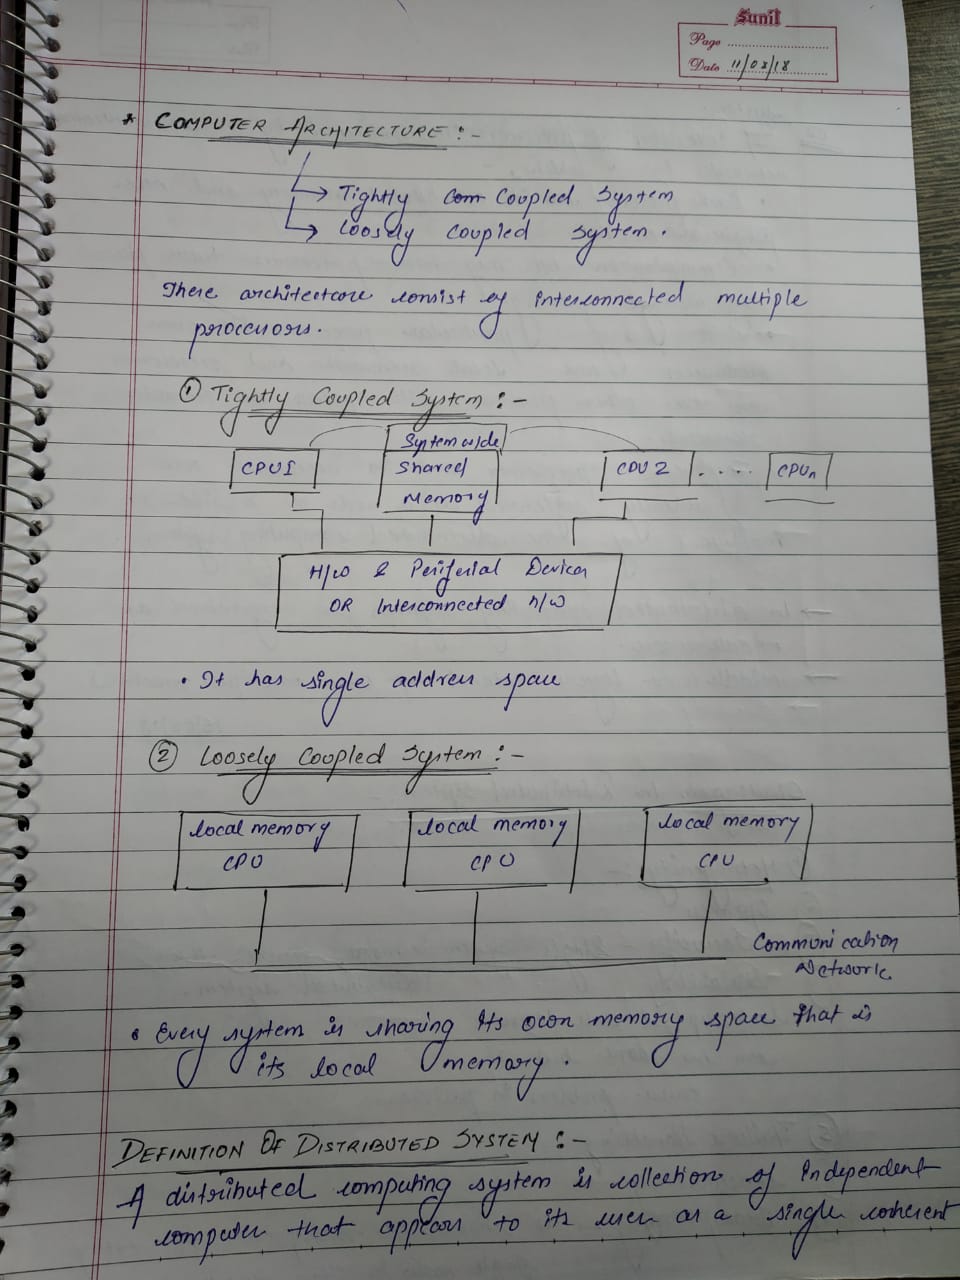 Sunil
Page
Date 11/08/18
* COMPUTER ARCHITECTURE :-
→ Tightly Coupled System
→ Loosely coupled system.
These architecture consist of interconnected multiple
processors.
① Tightly Coupled System :-
System wide
CPU1 Shared CPU 2 . . . . CPUn
Memory
H/W & Periferial Devices
OR Interconnected n/w
• It has single address space
② Loosely Coupled System :-
local memory local memory local memory
CPU CPU CPU
Communication
Network
• Every system is sharing its own memory space that is
its local memory.
DEFINITION OF DISTRIBUTED SYSTEM :-
A distributed computing system is collection of Independent
computer that appears to its user as a single coherent